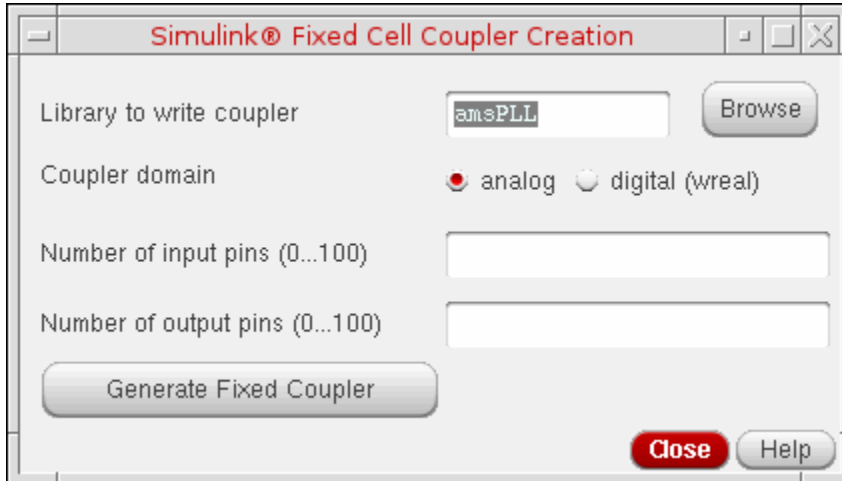 Simulink® Fixed Cell Coupler Creation
Library to write coupler amsPLL Browse
Coupler domain analog digital (wreal)
Number of input pins (0...100)
Number of output pins (0...100)
Generate Fixed Coupler
Close Help